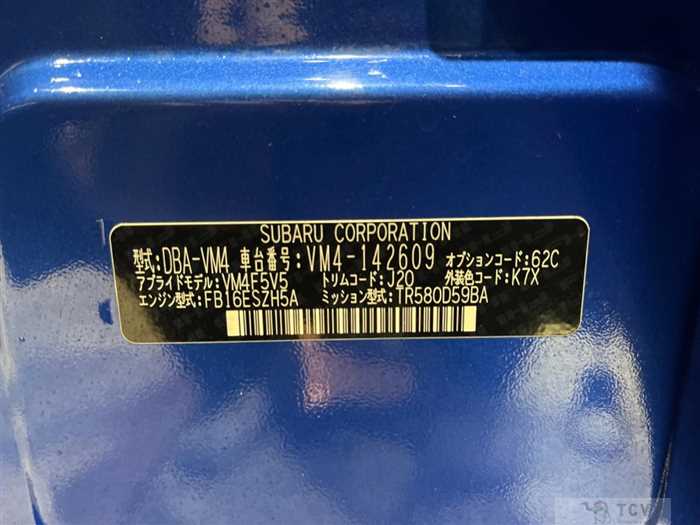 SUBARU CORPORATION
型式:DBA-VM4 車台番号:VM4-142609 オプションコード:62C
アプライドモデル:VM4F5V5 トリムコード:J20 外装色コード:K7X
エンジン型式:FB16ESZH5A ミッション型式:TR580D59BA
TCV